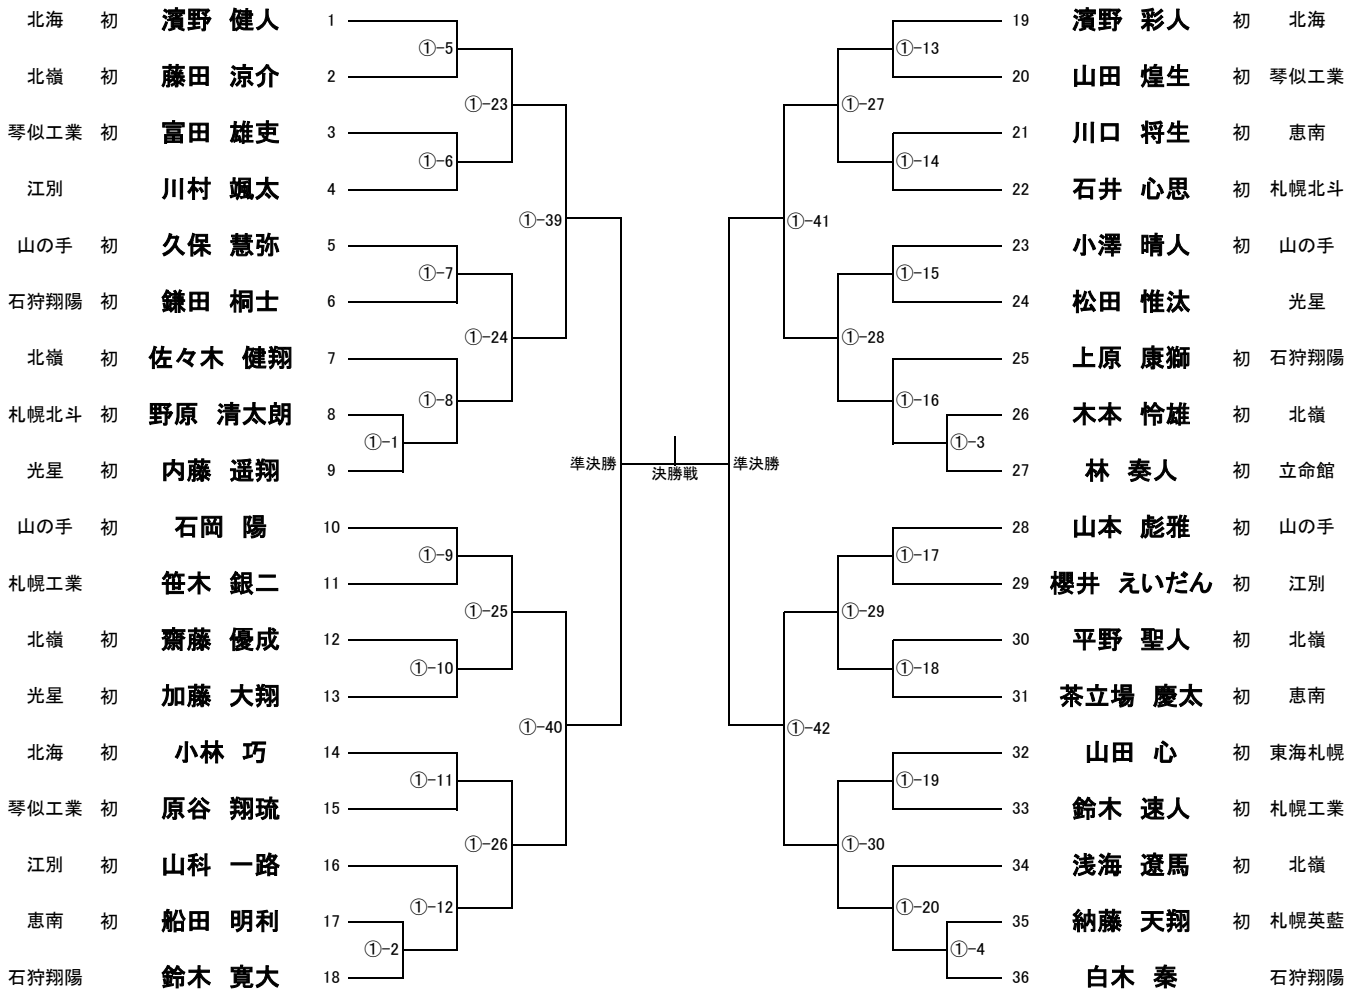 北海 初 濱野 健人 1
北嶺 初 藤田 涼介 2
琴似工業 初 富田 雄吏 3
江別 川村 颯太 4
山の手 初 久保 慧弥 5
石狩翔陽 初 鎌田 桐士 6
北嶺 初 佐々木 健翔 7
札幌北斗 初 野原 清太朗 8
光星 初 内藤 遥翔 9
山の手 初 石岡 陽 10
札幌工業 笹木 銀二 11
北嶺 初 齋藤 優成 12
光星 初 加藤 大翔 13
北海 初 小林 巧 14
琴似工業 初 原谷 翔琉 15
江別 初 山科 一路 16
恵南 初 船田 明利 17
石狩翔陽 鈴木 寛大 18
①-5
①-23
①-6
①-39
①-7
①-24
①-8
①-1
①-9
①-25
①-10
①-40
①-11
①-26
①-12
①-2
準決勝
決勝戦
準決勝
①-13
①-27
①-14
①-41
①-15
①-28
①-16
①-3
①-17
①-29
①-18
①-42
①-19
①-30
①-20
①-4
19 濱野 彩人 初 北海
20 山田 煌生 初 琴似工業
21 川口 将生 初 恵南
22 石井 心思 初 札幌北斗
23 小澤 晴人 初 山の手
24 松田 惟汰 光星
25 上原 康獅 初 石狩翔陽
26 木本 怜雄 初 北嶺
27 林 奏人 初 立命館
28 山本 彪雅 初 山の手
29 櫻井 えいだん 初 江別
30 平野 聖人 初 北嶺
31 茶立場 慶太 初 恵南
32 山田 心 初 東海札幌
33 鈴木 速人 初 札幌工業
34 浅海 遼馬 初 北嶺
35 納藤 天翔 初 札幌英藍
36 白木 秦 石狩翔陽